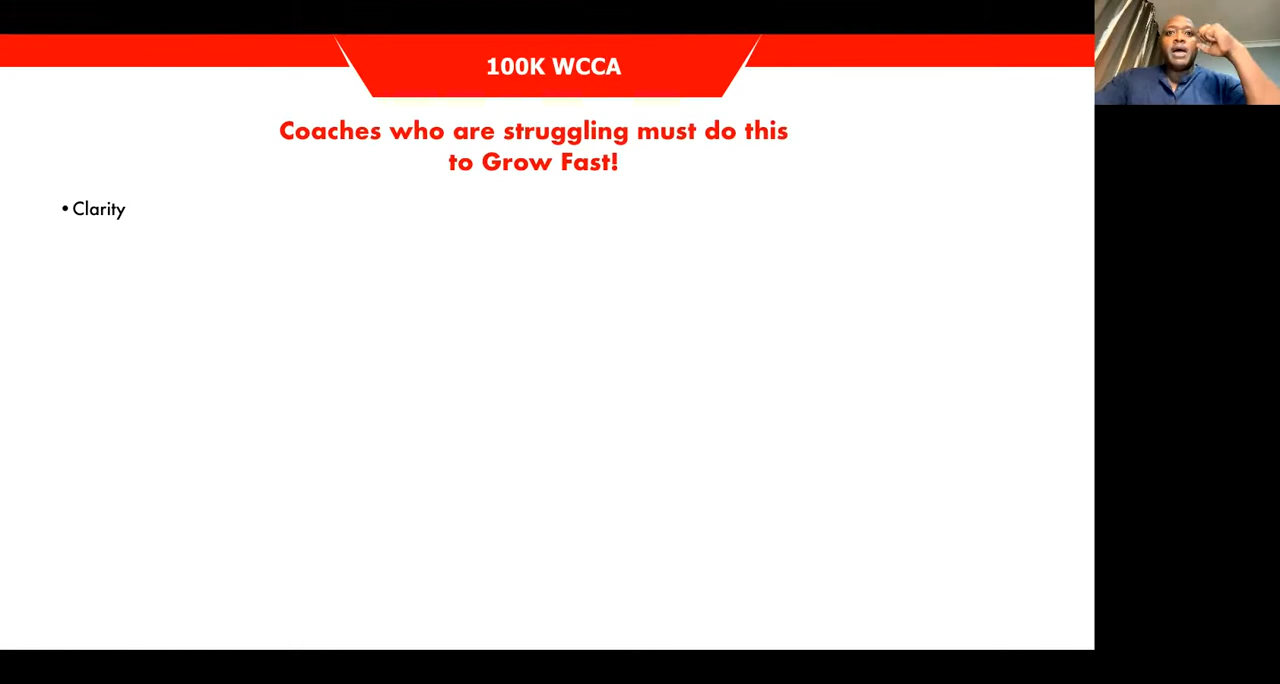 100K WCCA
Coaches who are struggling must do this
to Grow Fast!
• Clarity